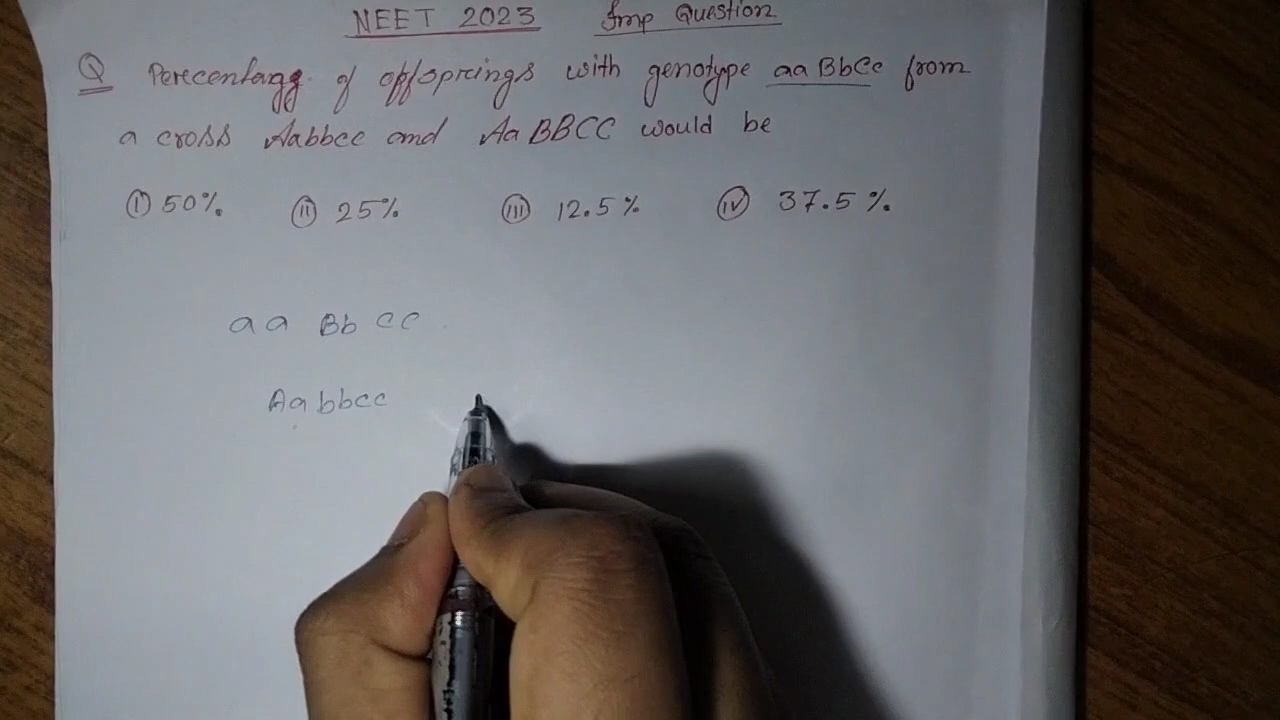 NEET 2023 Imp Question
Q Percentagg of offsprings with genotype aaBbCc from
a cross Aabbcc and AaBBCC would be
(i) 50% (ii) 25% (iii) 12.5% (iv) 37.5%
aa Bb cc
Aabbcc